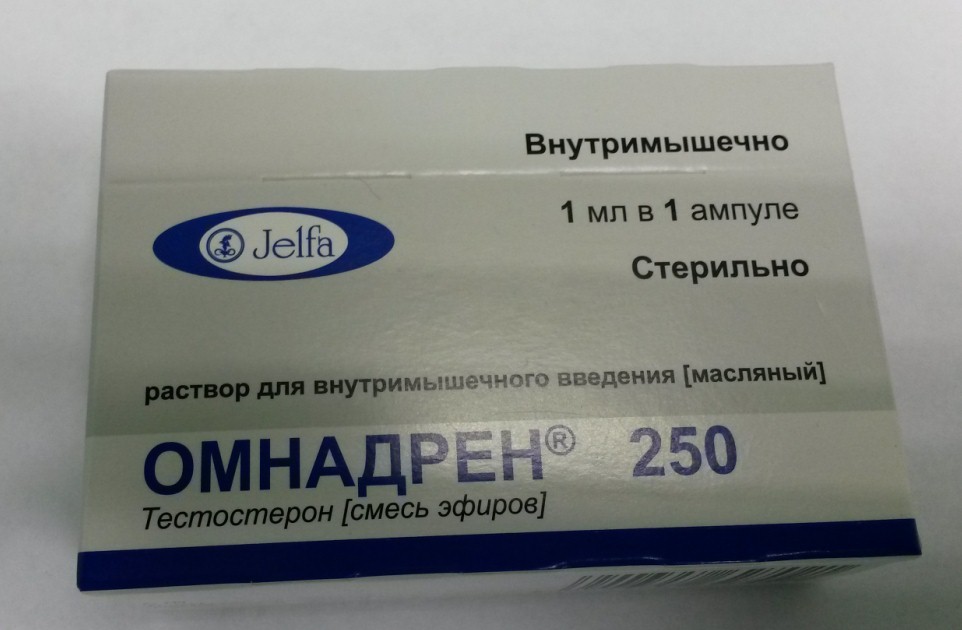 Внутримышечно
1 мл в 1 ампуле
Jelfa
Стерильно
раствор для внутримышечного введения [масляный]
ОМНАДРЕН® 250
Тестостерон [смесь эфиров]